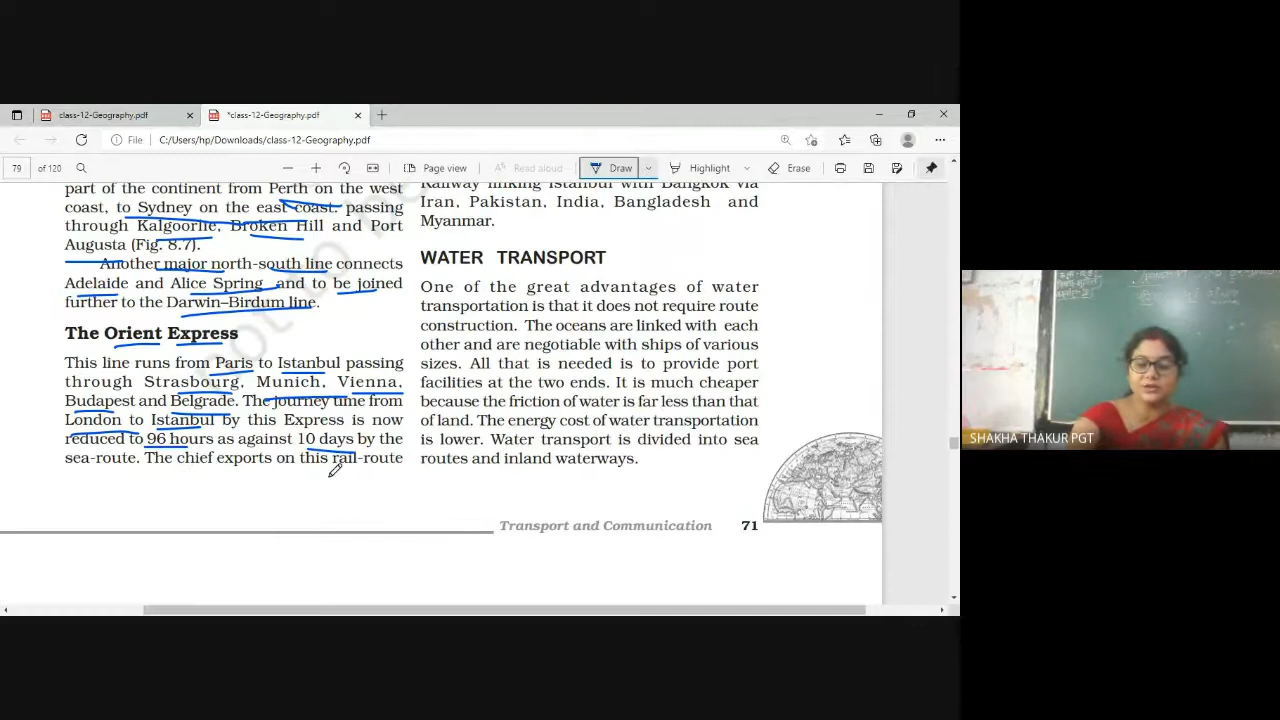 class-12-Geography.pdf
*class-12-Geography.pdf
File
C:/Users/hp/Downloads/class-12-Geography.pdf
79 of 120
Page view
Read aloud
Draw
Highlight
Erase
part of the continent from Perth on the west
coast, to Sydney on the east coast. passing
through Kalgoorlie, Broken Hill and Port
Augusta (Fig. 8.7).
Another major north-south line connects
Adelaide and Alice Spring and to be joined
further to the Darwin–Birdum line.
The Orient Express
This line runs from Paris to Istanbul passing
through Strasbourg, Munich, Vienna,
Budapest and Belgrade. The journey time from
London to Istanbul by this Express is now
reduced to 96 hours as against 10 days by the
sea-route. The chief exports on this rail-route
Railway linking Istanbul with Bangkok via
Iran, Pakistan, India, Bangladesh and
Myanmar.
WATER TRANSPORT
One of the great advantages of water
transportation is that it does not require route
construction. The oceans are linked with each
other and are negotiable with ships of various
sizes. All that is needed is to provide port
facilities at the two ends. It is much cheaper
because the friction of water is far less than that
of land. The energy cost of water transportation
is lower. Water transport is divided into sea
routes and inland waterways.
Transport and Communication 71
SHAKHA THAKUR PGT